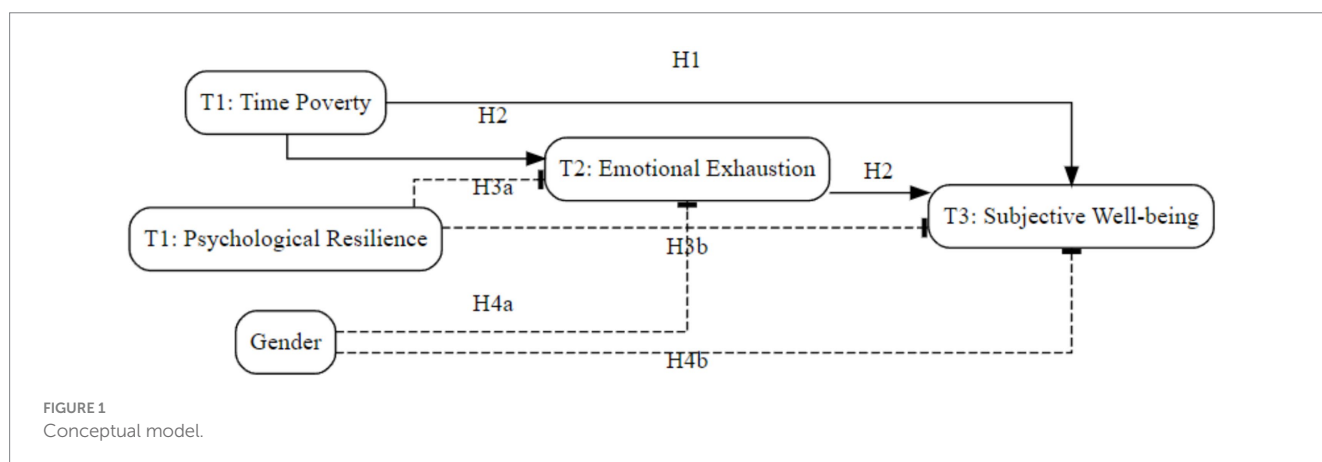 H1
T1: Time Poverty
H2
T2: Emotional Exhaustion
H2
H3a
T3: Subjective Well-being
T1: Psychological Resilience
H3b
H4a
Gender
H4b
FIGURE 1
Conceptual model.